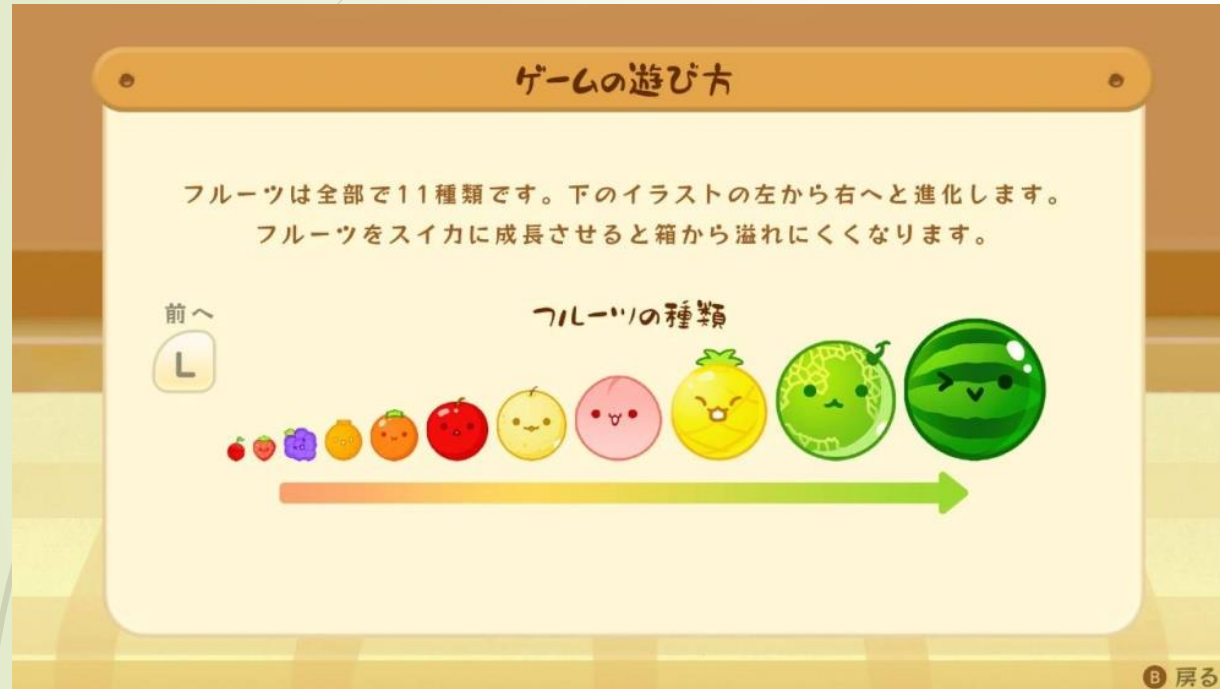 ゲームの遊び方
フルーツは全部で11種類です。下のイラストの左から右へと進化します。
フルーツをスイカに成長させると箱から溢れにくくなります。
前へ
L
フルーツの種類
B 戻る